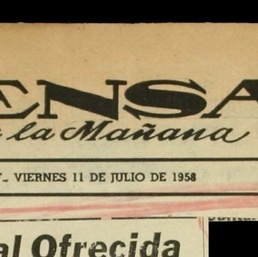 ENSA
la Mañana
VIERNES 11 DE JULIO DE 1958
al Ofrecida